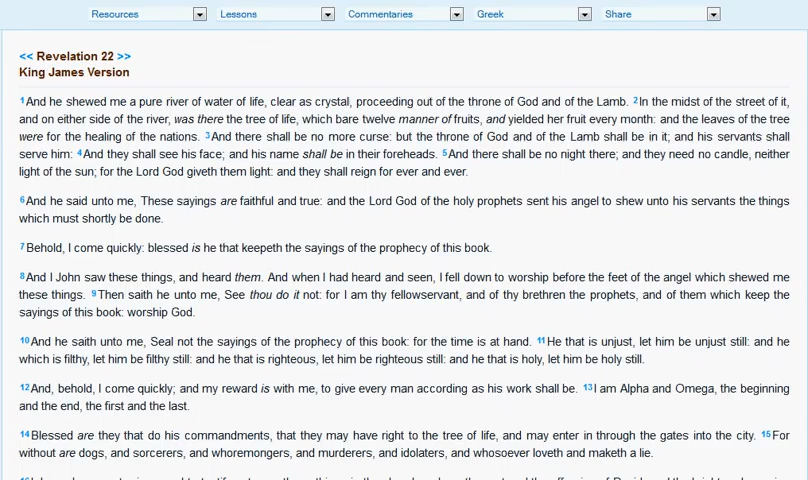 Resources Lessons Commentaries Greek Share
<< Revelation 22 >>
King James Version
1And he shewed me a pure river of water of life, clear as crystal, proceeding out of the throne of God and of the Lamb. 2In the midst of the street of it,
and on either side of the river, was there the tree of life, which bare twelve manner of fruits, and yielded her fruit every month: and the leaves of the tree
were for the healing of the nations. 3And there shall be no more curse: but the throne of God and of the Lamb shall be in it; and his servants shall
serve him: 4And they shall see his face; and his name shall be in their foreheads. 5And there shall be no night there; and they need no candle, neither
light of the sun; for the Lord God giveth them light: and they shall reign for ever and ever.
6And he said unto me, These sayings are faithful and true: and the Lord God of the holy prophets sent his angel to shew unto his servants the things
which must shortly be done.
7Behold, I come quickly: blessed is he that keepeth the sayings of the prophecy of this book.
8And I John saw these things, and heard them. And when I had heard and seen, I fell down to worship before the feet of the angel which shewed me
these things. 9Then saith he unto me, See thou do it not: for I am thy fellowservant, and of thy brethren the prophets, and of them which keep the
sayings of this book: worship God.
10And he saith unto me, Seal not the sayings of the prophecy of this book: for the time is at hand. 11He that is unjust, let him be unjust still: and he
which is filthy, let him be filthy still: and he that is righteous, let him be righteous still: and he that is holy, let him be holy still.
12And, behold, I come quickly; and my reward is with me, to give every man according as his work shall be. 13I am Alpha and Omega, the beginning
and the end, the first and the last.
14Blessed are they that do his commandments, that they may have right to the tree of life, and may enter in through the gates into the city. 15For
without are dogs, and sorcerers, and whoremongers, and murderers, and idolaters, and whosoever loveth and maketh a lie.